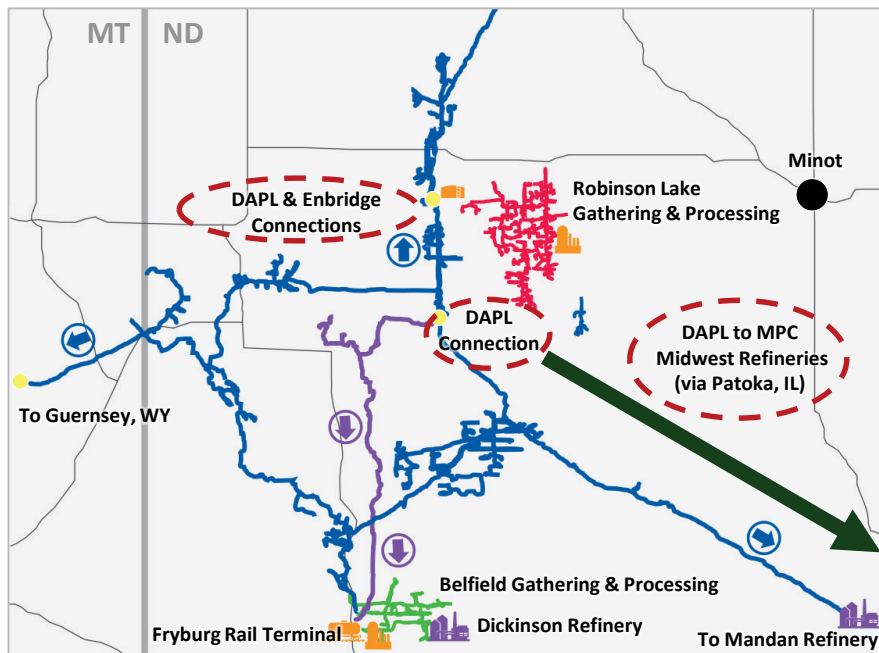 MT ND
Minot
Robinson Lake
Gathering & Processing
DAPL & Enbridge
Connections
DAPL
Connection
DAPL to MPC
Midwest Refineries
(via Patoka, IL)
To Guernsey, WY
Belfield Gathering & Processing
Dickinson Refinery
Fryburg Rail Terminal
To Mandan Refinery